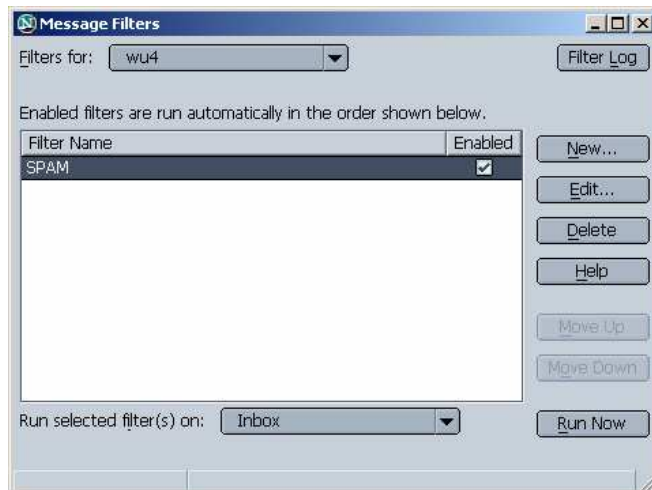 Message Filters
Filters for: wu4 Filter Log
Enabled filters are run automatically in the order shown below.
Filter Name Enabled
SPAM
New...
Edit...
Delete
Help
Move Up
Move Down
Run selected filter(s) on: Inbox Run Now